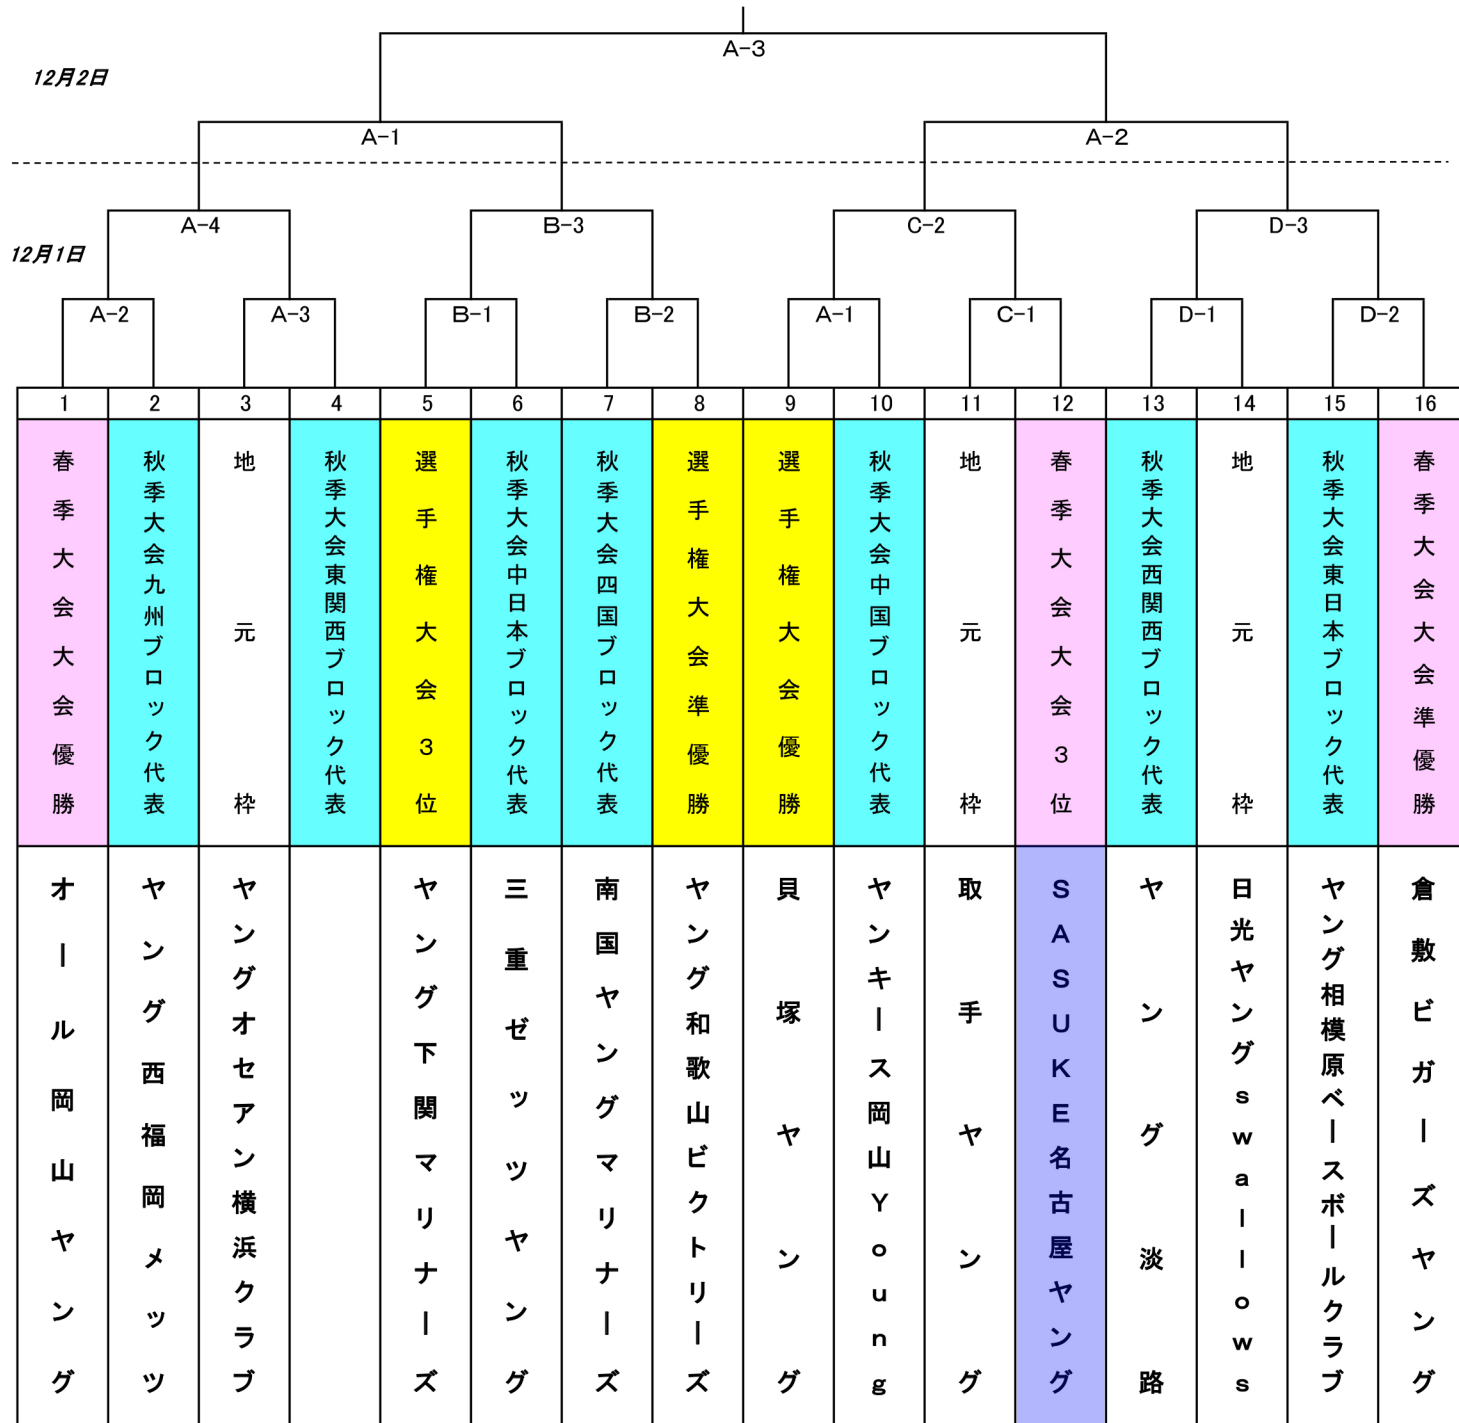 A-3
12月2日
A-1
A-2
A-4
B-3
C-2
D-3
12月1日
A-2
A-3
B-1
B-2
A-1
C-1
D-1
D-2
1
2
3
4
5
6
7
8
9
10
11
12
13
14
15
16
春季大会大会優勝
秋季大会九州ブロック代表
地元枠
秋季大会東関西ブロック代表
選手権大会3位
秋季大会中日本ブロック代表
秋季大会四国ブロック代表
選手権大会準優勝
選手権大会優勝
秋季大会中国ブロック代表
地元枠
春季大会大会3位
秋季大会西関西ブロック代表
地元枠
秋季大会東日本ブロック代表
春季大会大会準優勝
オール岡山ヤング
ヤング西福岡メッツ
ヤングオセアン横浜クラブ
ヤング下関マリナーズ
三重ゼッツヤング
南国ヤングマリナーズ
ヤング和歌山ビクトリーズ
貝塚ヤング
ヤンキース岡山Young
取手ヤング
SASUKE名古屋ヤング
ヤング淡路
日光ヤングswallows
ヤング相模原ベースボールクラブ
倉敷ビガーズヤング